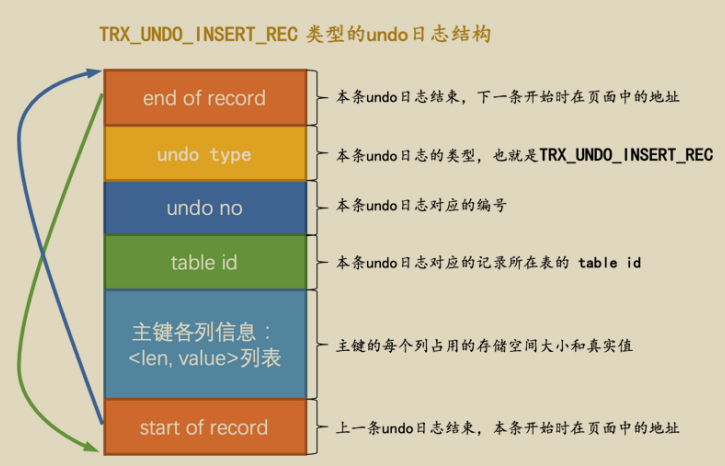 TRX_UNDO_INSERT_REC 类型的undo日志结构
end of record
本条undo日志结束，下一条开始时在页面中的地址
undo type
本条undo日志的类型，也就是TRX_UNDO_INSERT_REC
undo no
本条undo日志对应的编号
table id
本条undo日志对应的记录所在表的 table id
主键各列信息：
<len, value>列表
主键的每个列占用的存储空间大小和真实值
start of record
上一条undo日志结束，本条开始时在页面中的地址